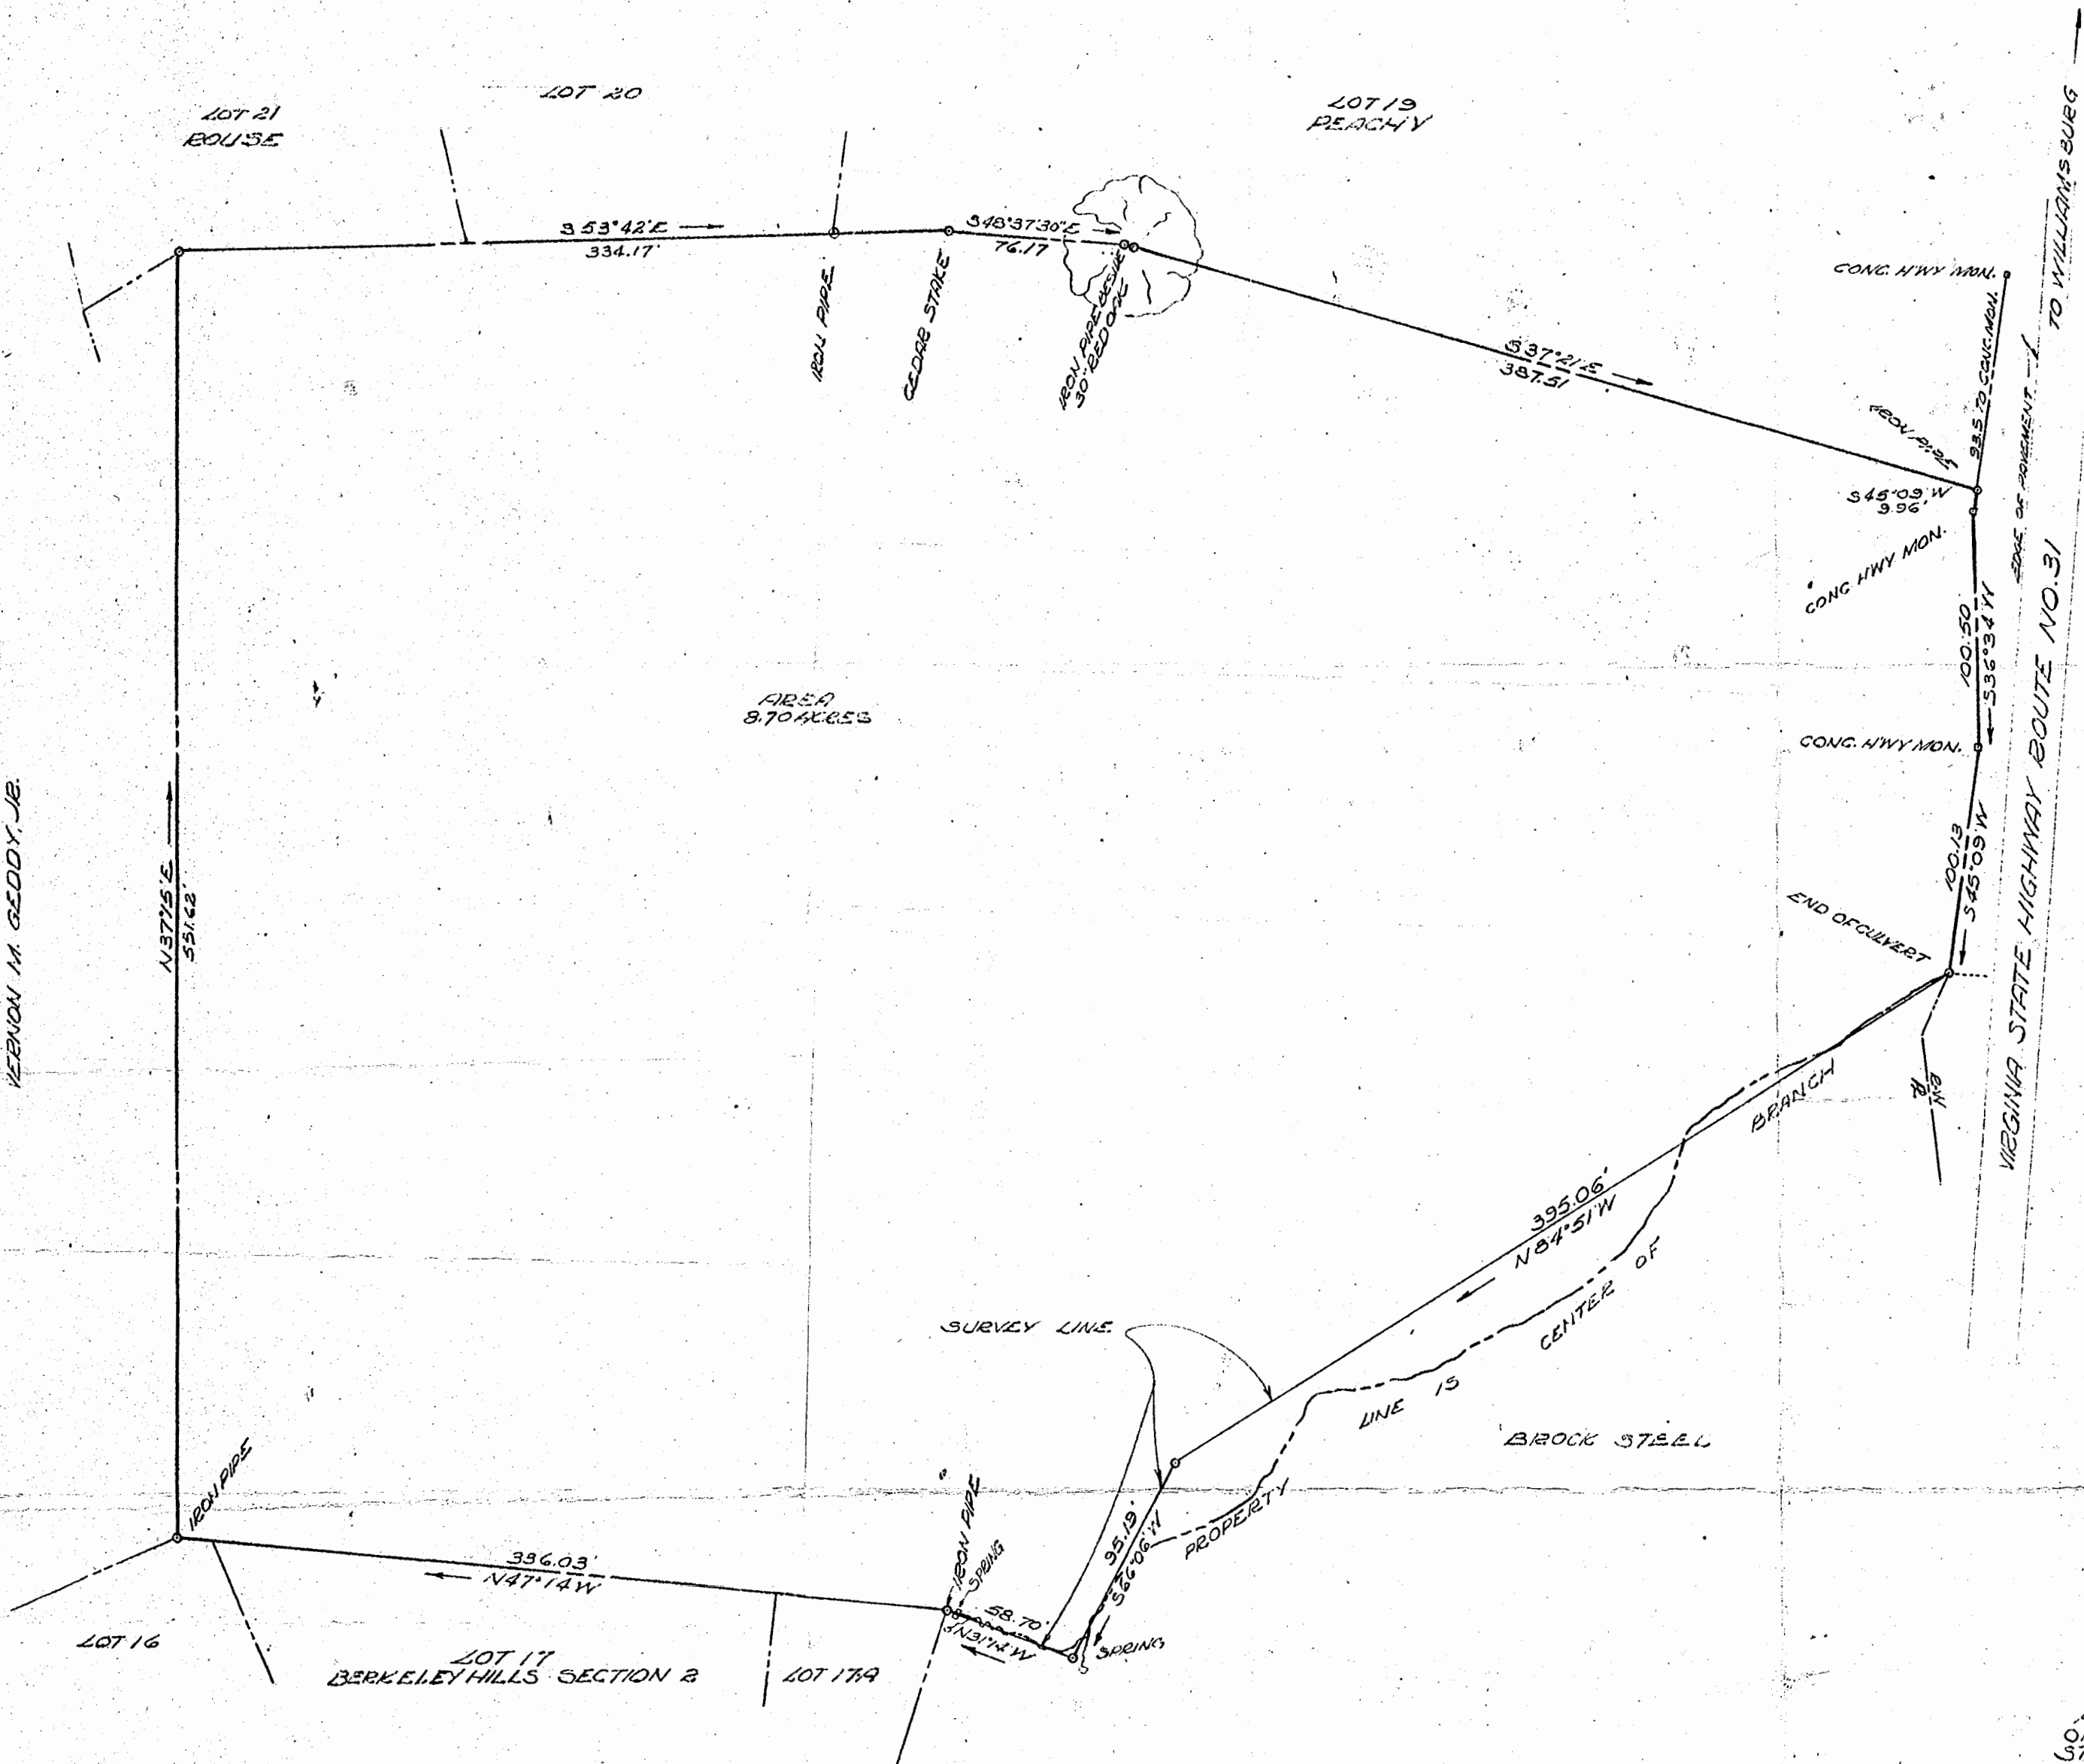 LOT 21
ROUSE
LOT 20
LOT 19
PEACHY
TO WILLIAMSBURG
S 53°42'E
334.17'
S48°37'30"E
76.17
IRON PIPE
CEDAR STAKE
IRON PIPE BESIDE
30" RED OAK
S37°21'E
387.51
CONC. HWY MON.
93.5 TO CONC. MON.
EDGE OF PAVEMENT
IRON PIPE
S45°09'W
9.96'
CONC HWY MON.
100.50
S36°34'W
CONC. HWY MON.
100.13
S45°09'W
END OF CULVERT
VIRGINIA STATE HIGHWAY ROUTE NO. 31
R/W
AREA
8.70 ACRES
VERNON M. GEDDY, JR.
N37°15'E
551.62'
395.06'
N84°51'W
PROPERTY LINE IS CENTER OF BRANCH
SURVEY LINE
BROCK STEEL
95.19'
S66°06'W
IRON PIPE
SPRING
58.70'
N31°14'W
SPRING
IRON PIPE
336.03'
N47°14'W
LOT 16
LOT 17
BERKELEY HILLS SECTION 2
LOT 17A